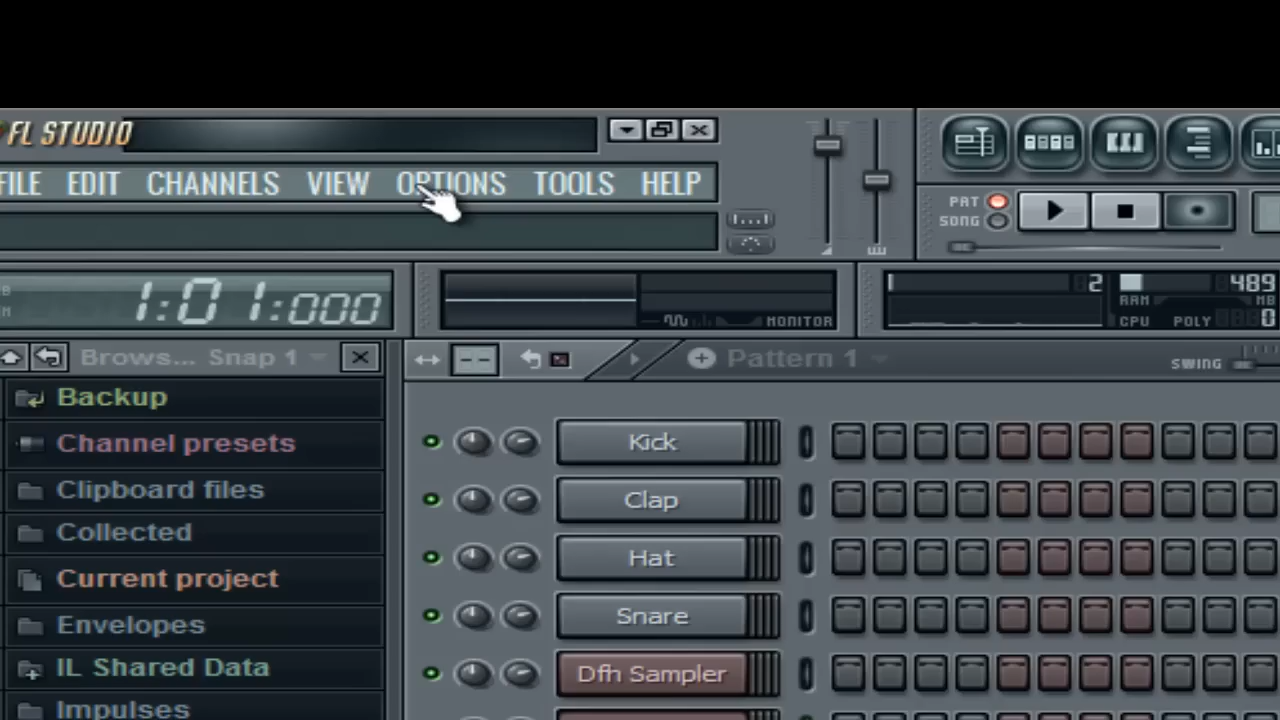 FL STUDIO
FILE EDIT CHANNELS VIEW OPTIONS TOOLS HELP
PAT
SONG
1:01:000
MONITOR
2
489
RAM MB
CPU POLY 0
Brows... Snap 1
Pattern 1
SWING
Backup
Channel presets
Clipboard files
Collected
Current project
Envelopes
IL Shared Data
Impulses
Kick
Clap
Hat
Snare
Dfh Sampler